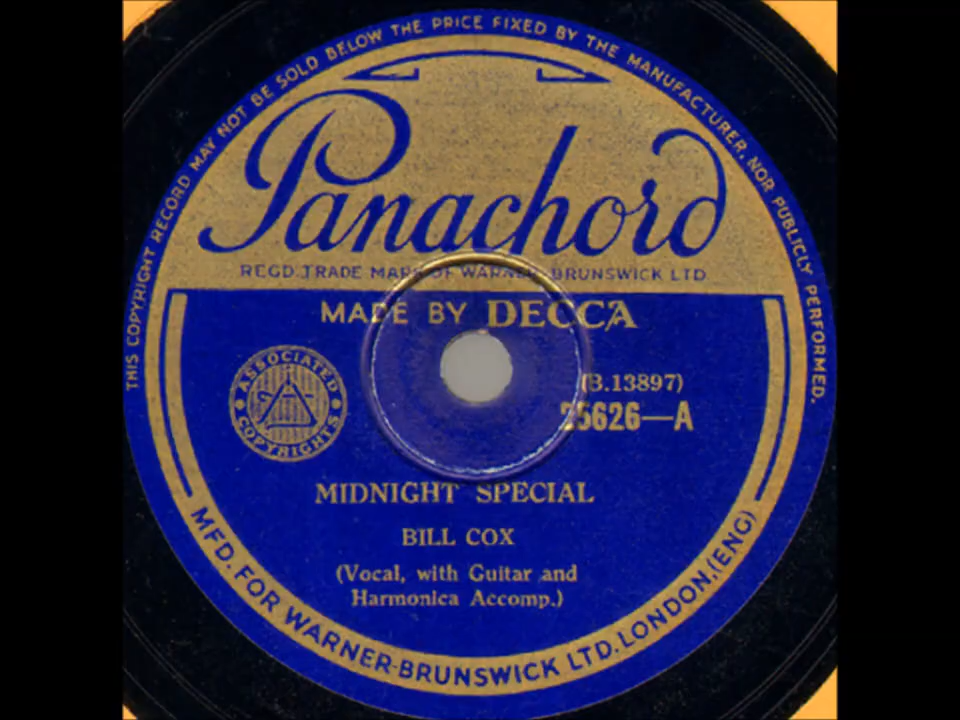 THIS COPYRIGHT RECORD MAY NOT BE SOLD BELOW THE PRICE FIXED BY THE MANUFACTURER, NOR PUBLICLY PERFORMED.
Panachord
REGD. TRADE MARK OF WARNER BRUNSWICK LTD
MADE BY DECCA
ASSOCIATED
COPYRIGHTS
(B.13897)
25626—A
MIDNIGHT SPECIAL
BILL COX
(Vocal, with Guitar and
Harmonica Accomp.)
MFD. FOR WARNER-BRUNSWICK LTD. LONDON, (ENG)